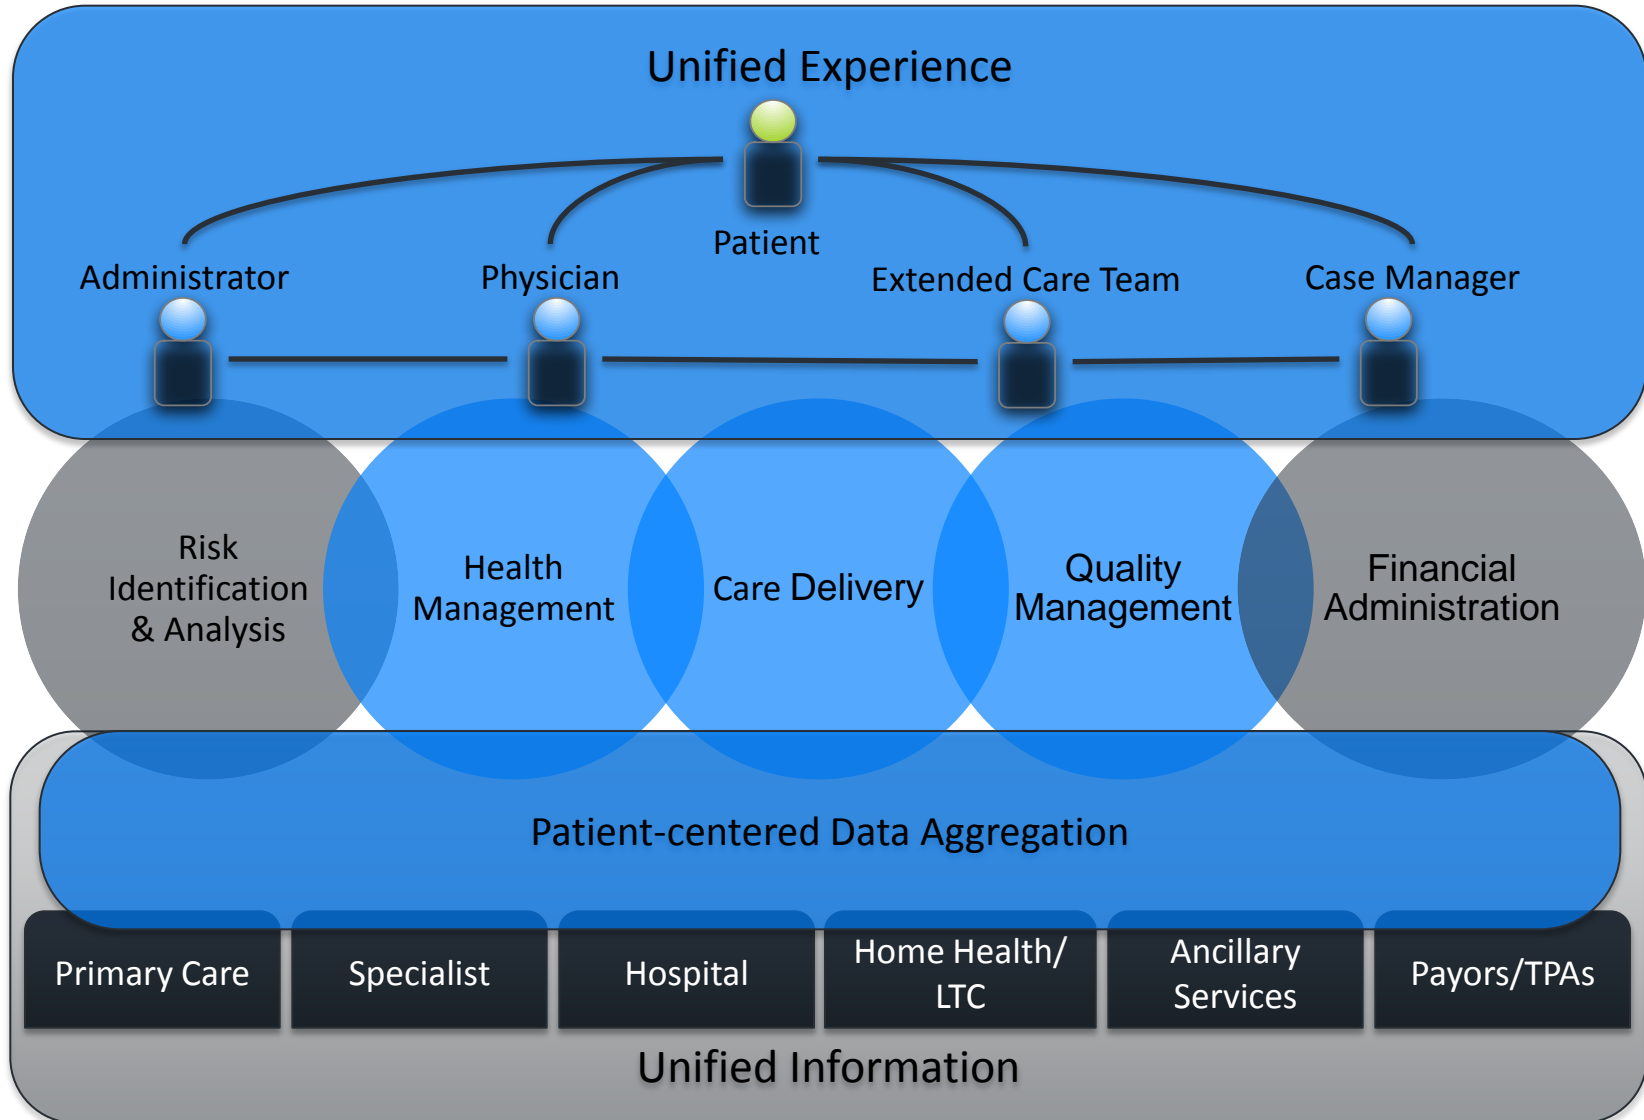 Unified Experience
Patient
Administrator
Physician
Extended Care Team
Case Manager
Risk
Identification
& Analysis
Health
Management
Care Delivery
Quality
Management
Financial
Administration
Patient-centered Data Aggregation
Primary Care
Specialist
Hospital
Home Health/
LTC
Ancillary
Services
Payors/TPAs
Unified Information